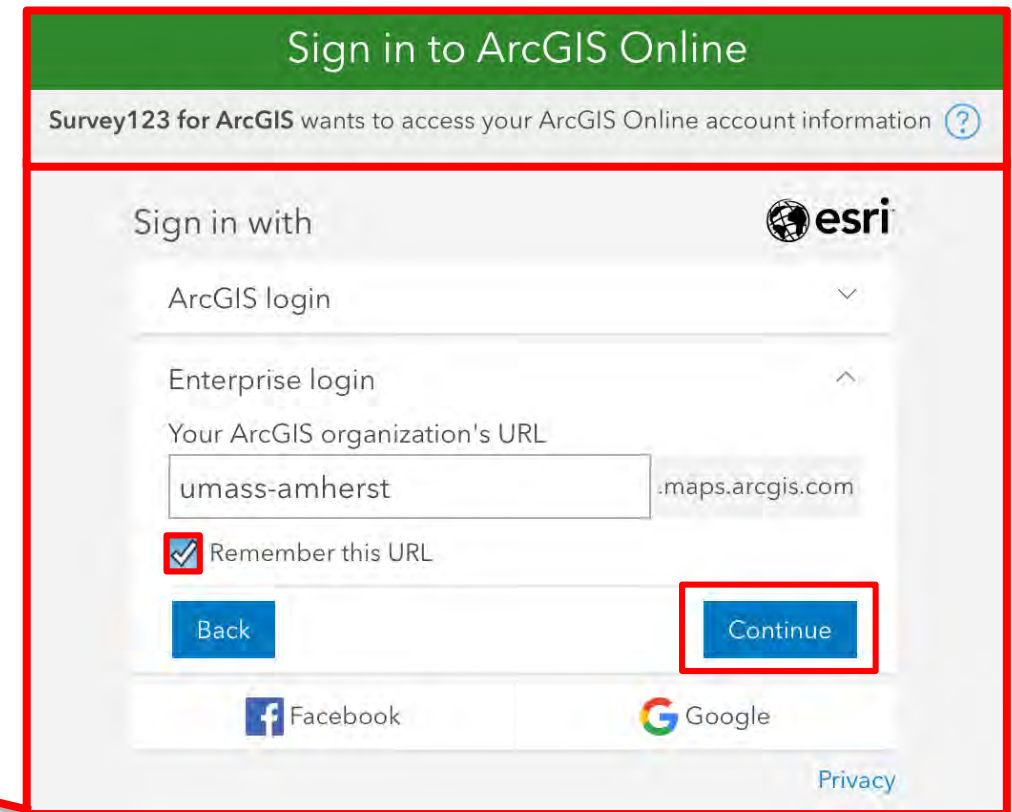 Sign in to ArcGIS Online
Survey123 for ArcGIS wants to access your ArcGIS Online account information ?
Sign in with
esri
ArcGIS login
Enterprise login
Your ArcGIS organization's URL
umass-amherst .maps.arcgis.com
Remember this URL
Back Continue
f Facebook G Google
Privacy